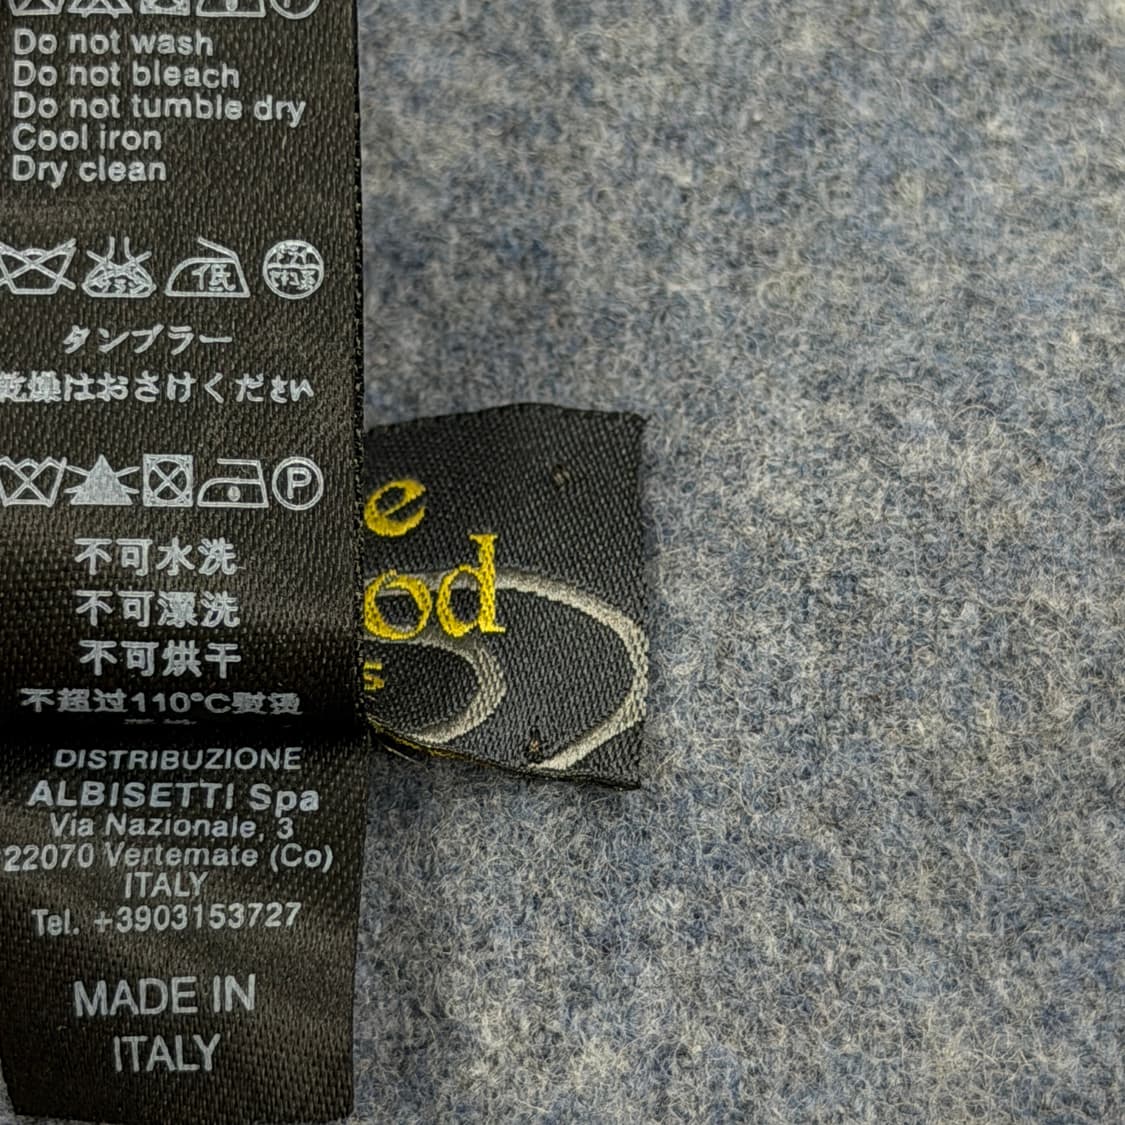 Do not wash
Do not bleach
Do not tumble dry
Cool iron
Dry clean
低
タンブラー
乾燥はおさけください
P
不可水洗
不可漂洗
不可烘干
不超过110°C熨烫
DISTRIBUZIONE
ALBISETTI Spa
Via Nazionale, 3
22070 Vertemate (Co)
ITALY
Tel. +3903153727
MADE IN
ITALY
e
od
s